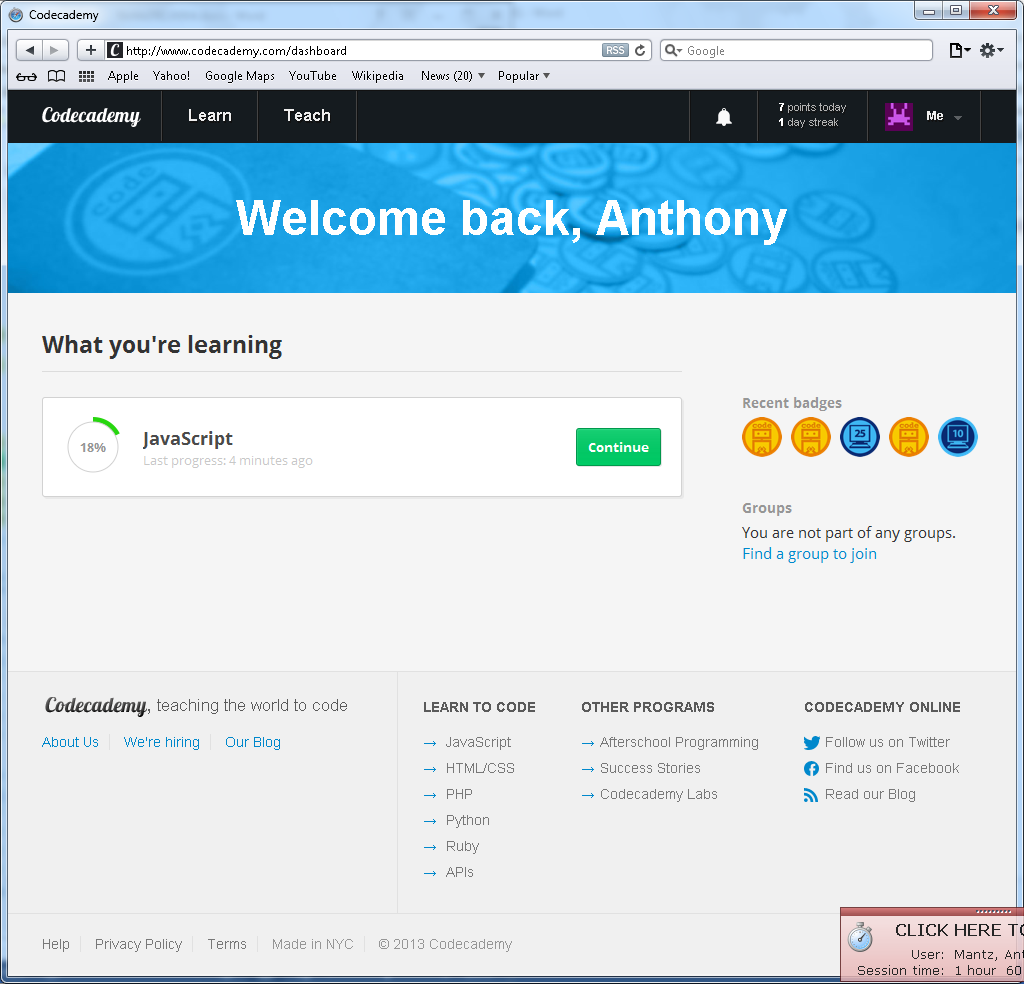 Codecademy
http://www.codecademy.com/dashboard RSS Google
Apple Yahoo! Google Maps YouTube Wikipedia News (20) Popular
Codecademy Learn Teach
7 points today
1 day streak
Me
Welcome back, Anthony
What you're learning
18%
JavaScript
Last progress: 4 minutes ago
Continue
Recent badges
code code 25 code 10
Groups
You are not part of any groups.
Find a group to join
Codecademy, teaching the world to code
About Us We're hiring Our Blog
LEARN TO CODE
→ JavaScript
→ HTML/CSS
→ PHP
→ Python
→ Ruby
→ APIs
OTHER PROGRAMS
→ Afterschool Programming
→ Success Stories
→ Codecademy Labs
CODECADEMY ONLINE
Follow us on Twitter
Find us on Facebook
Read our Blog
Help Privacy Policy Terms Made in NYC © 2013 Codecademy
CLICK HERE TO
User: Mantz, Ant
Session time: 1 hour 60